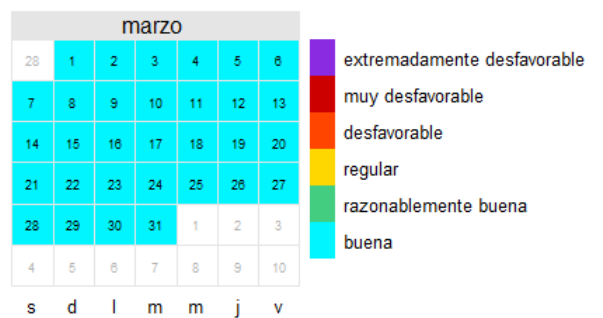 marzo
28 1 2 3 4 5 6
7 8 9 10 11 12 13
14 15 16 17 18 19 20
21 22 23 24 25 26 27
28 29 30 31 1 2 3
4 5 6 7 8 9 10
s d l m m j v
extremadamente desfavorable
muy desfavorable
desfavorable
regular
razonablemente buena
buena